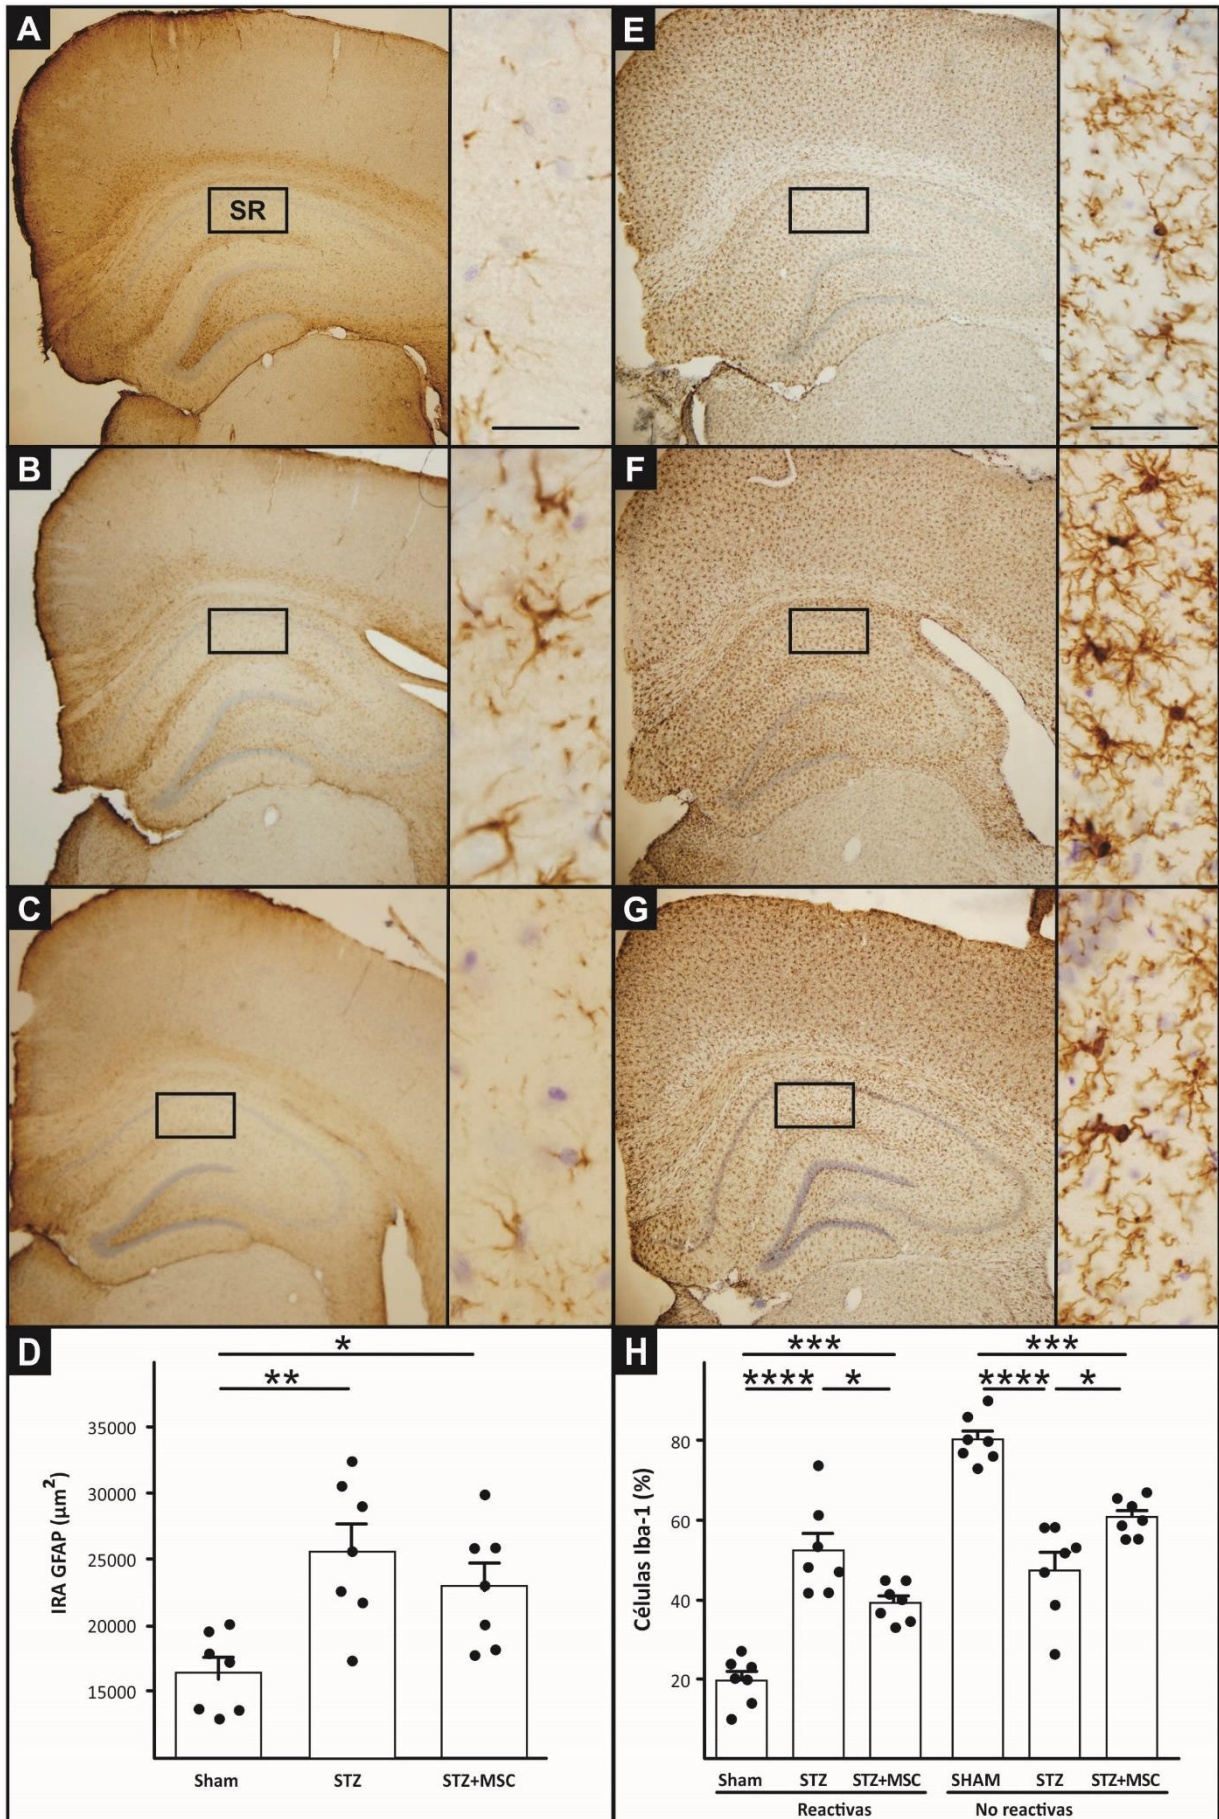 A
SR
E
B
F
C
G
D
*
**
35000
30000
25000
20000
15000
IRA GFAP (µm²)
Sham STZ STZ+MSC
H
*** ***
**** * **** *
80
60
40
20
Células Iba-1 (%)
Sham STZ STZ+MSC SHAM STZ STZ+MSC
Reactivas No reactivas